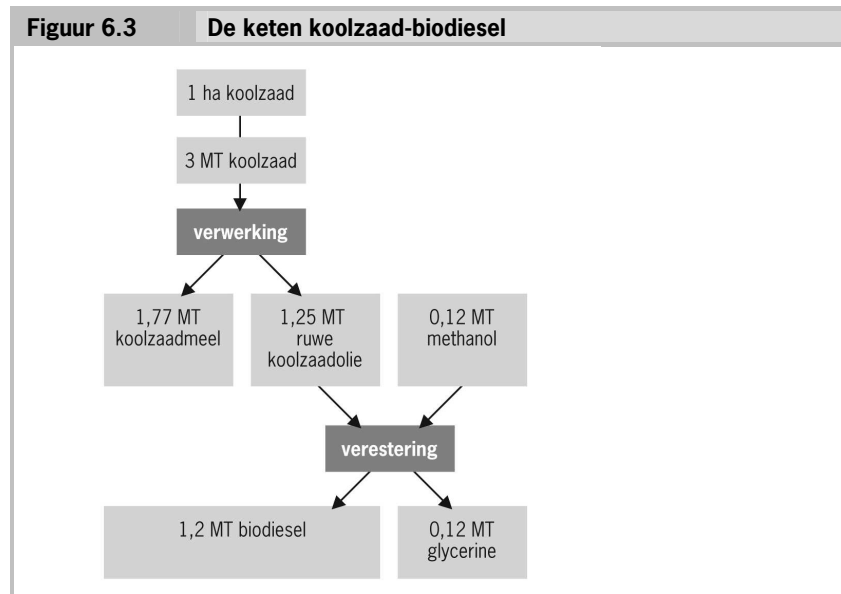 Figuur 6.3 De keten koolzaad-biodiesel
1 ha koolzaad
3 MT koolzaad
verwerking
1,77 MT
koolzaadmeel
1,25 MT
ruwe
koolzaadolie
0,12 MT
methanol
verestering
1,2 MT biodiesel
0,12 MT
glycerine